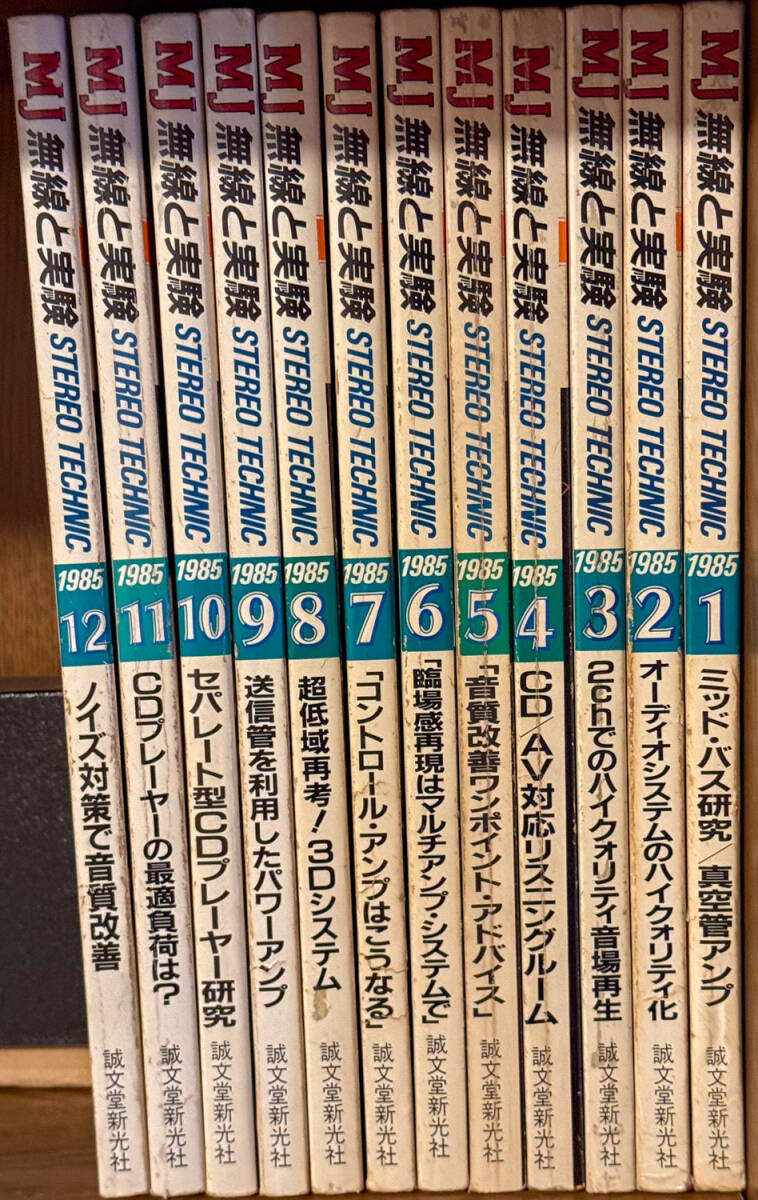 MJ 無線と実験 STEREO TECHNIC 1985 12 ノイズ対策で音質改善 誠文堂新光社
MJ 無線と実験 STEREO TECHNIC 1985 11 CDプレーヤーの最適負荷は? 誠文堂新光社
MJ 無線と実験 STEREO TECHNIC 1985 10 セパレート型CDプレーヤー研究 誠文堂新光社
MJ 無線と実験 STEREO TECHNIC 1985 9 送信管を利用したパワーアンプ 誠文堂新光社
MJ 無線と実験 STEREO TECHNIC 1985 8 超低域再考!3Dシステム 誠文堂新光社
MJ 無線と実験 STEREO TECHNIC 1985 7 「コントロール・アンプはこうなる」 誠文堂新光社
MJ 無線と実験 STEREO TECHNIC 1985 6 「臨場感再現はマルチアンプ・システムで」 誠文堂新光社
MJ 無線と実験 STEREO TECHNIC 1985 5 「音質改善ワンポイント・アドバイス」 誠文堂新光社
MJ 無線と実験 STEREO TECHNIC 1985 4 CD/AV対応リスニングルーム 誠文堂新光社
MJ 無線と実験 STEREO TECHNIC 1985 3 2chでのハイクォリティ音場再生 誠文堂新光社
MJ 無線と実験 STEREO TECHNIC 1985 2 オーディオシステムのハイクォリティ化 誠文堂新光社
MJ 無線と実験 STEREO TECHNIC 1985 1 ミッド・バス研究/真空管アンプ 誠文堂新光社